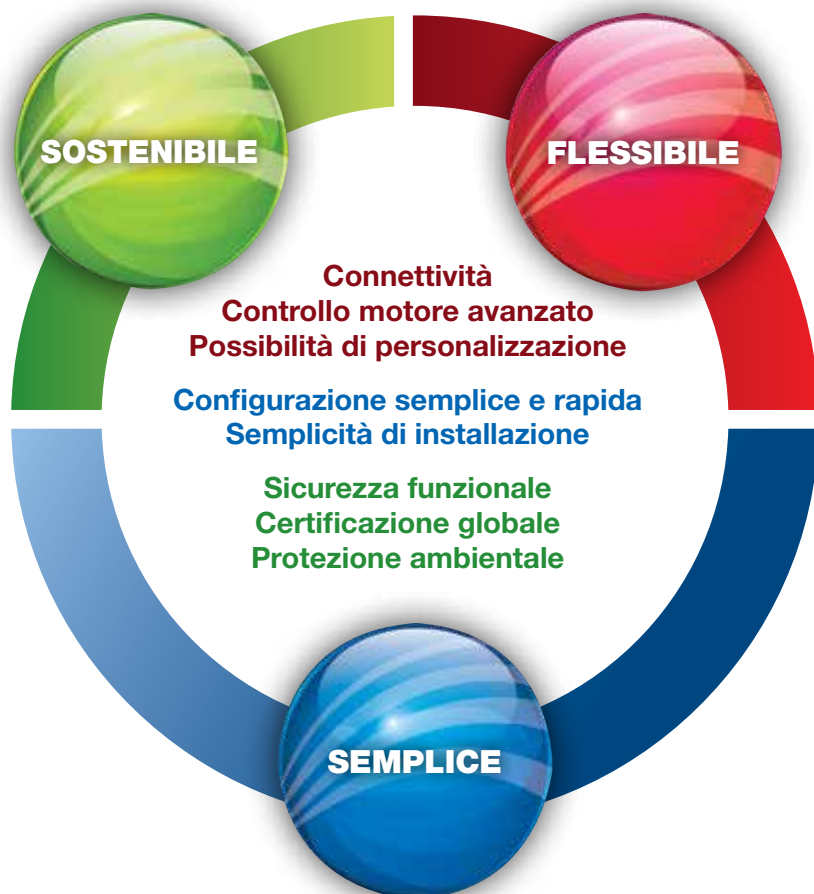 SOSTENIBILE
FLESSIBILE
Connettività
Controllo motore avanzato
Possibilità di personalizzazione
Configurazione semplice e rapida
Semplicità di installazione
Sicurezza funzionale
Certificazione globale
Protezione ambientale
SEMPLICE